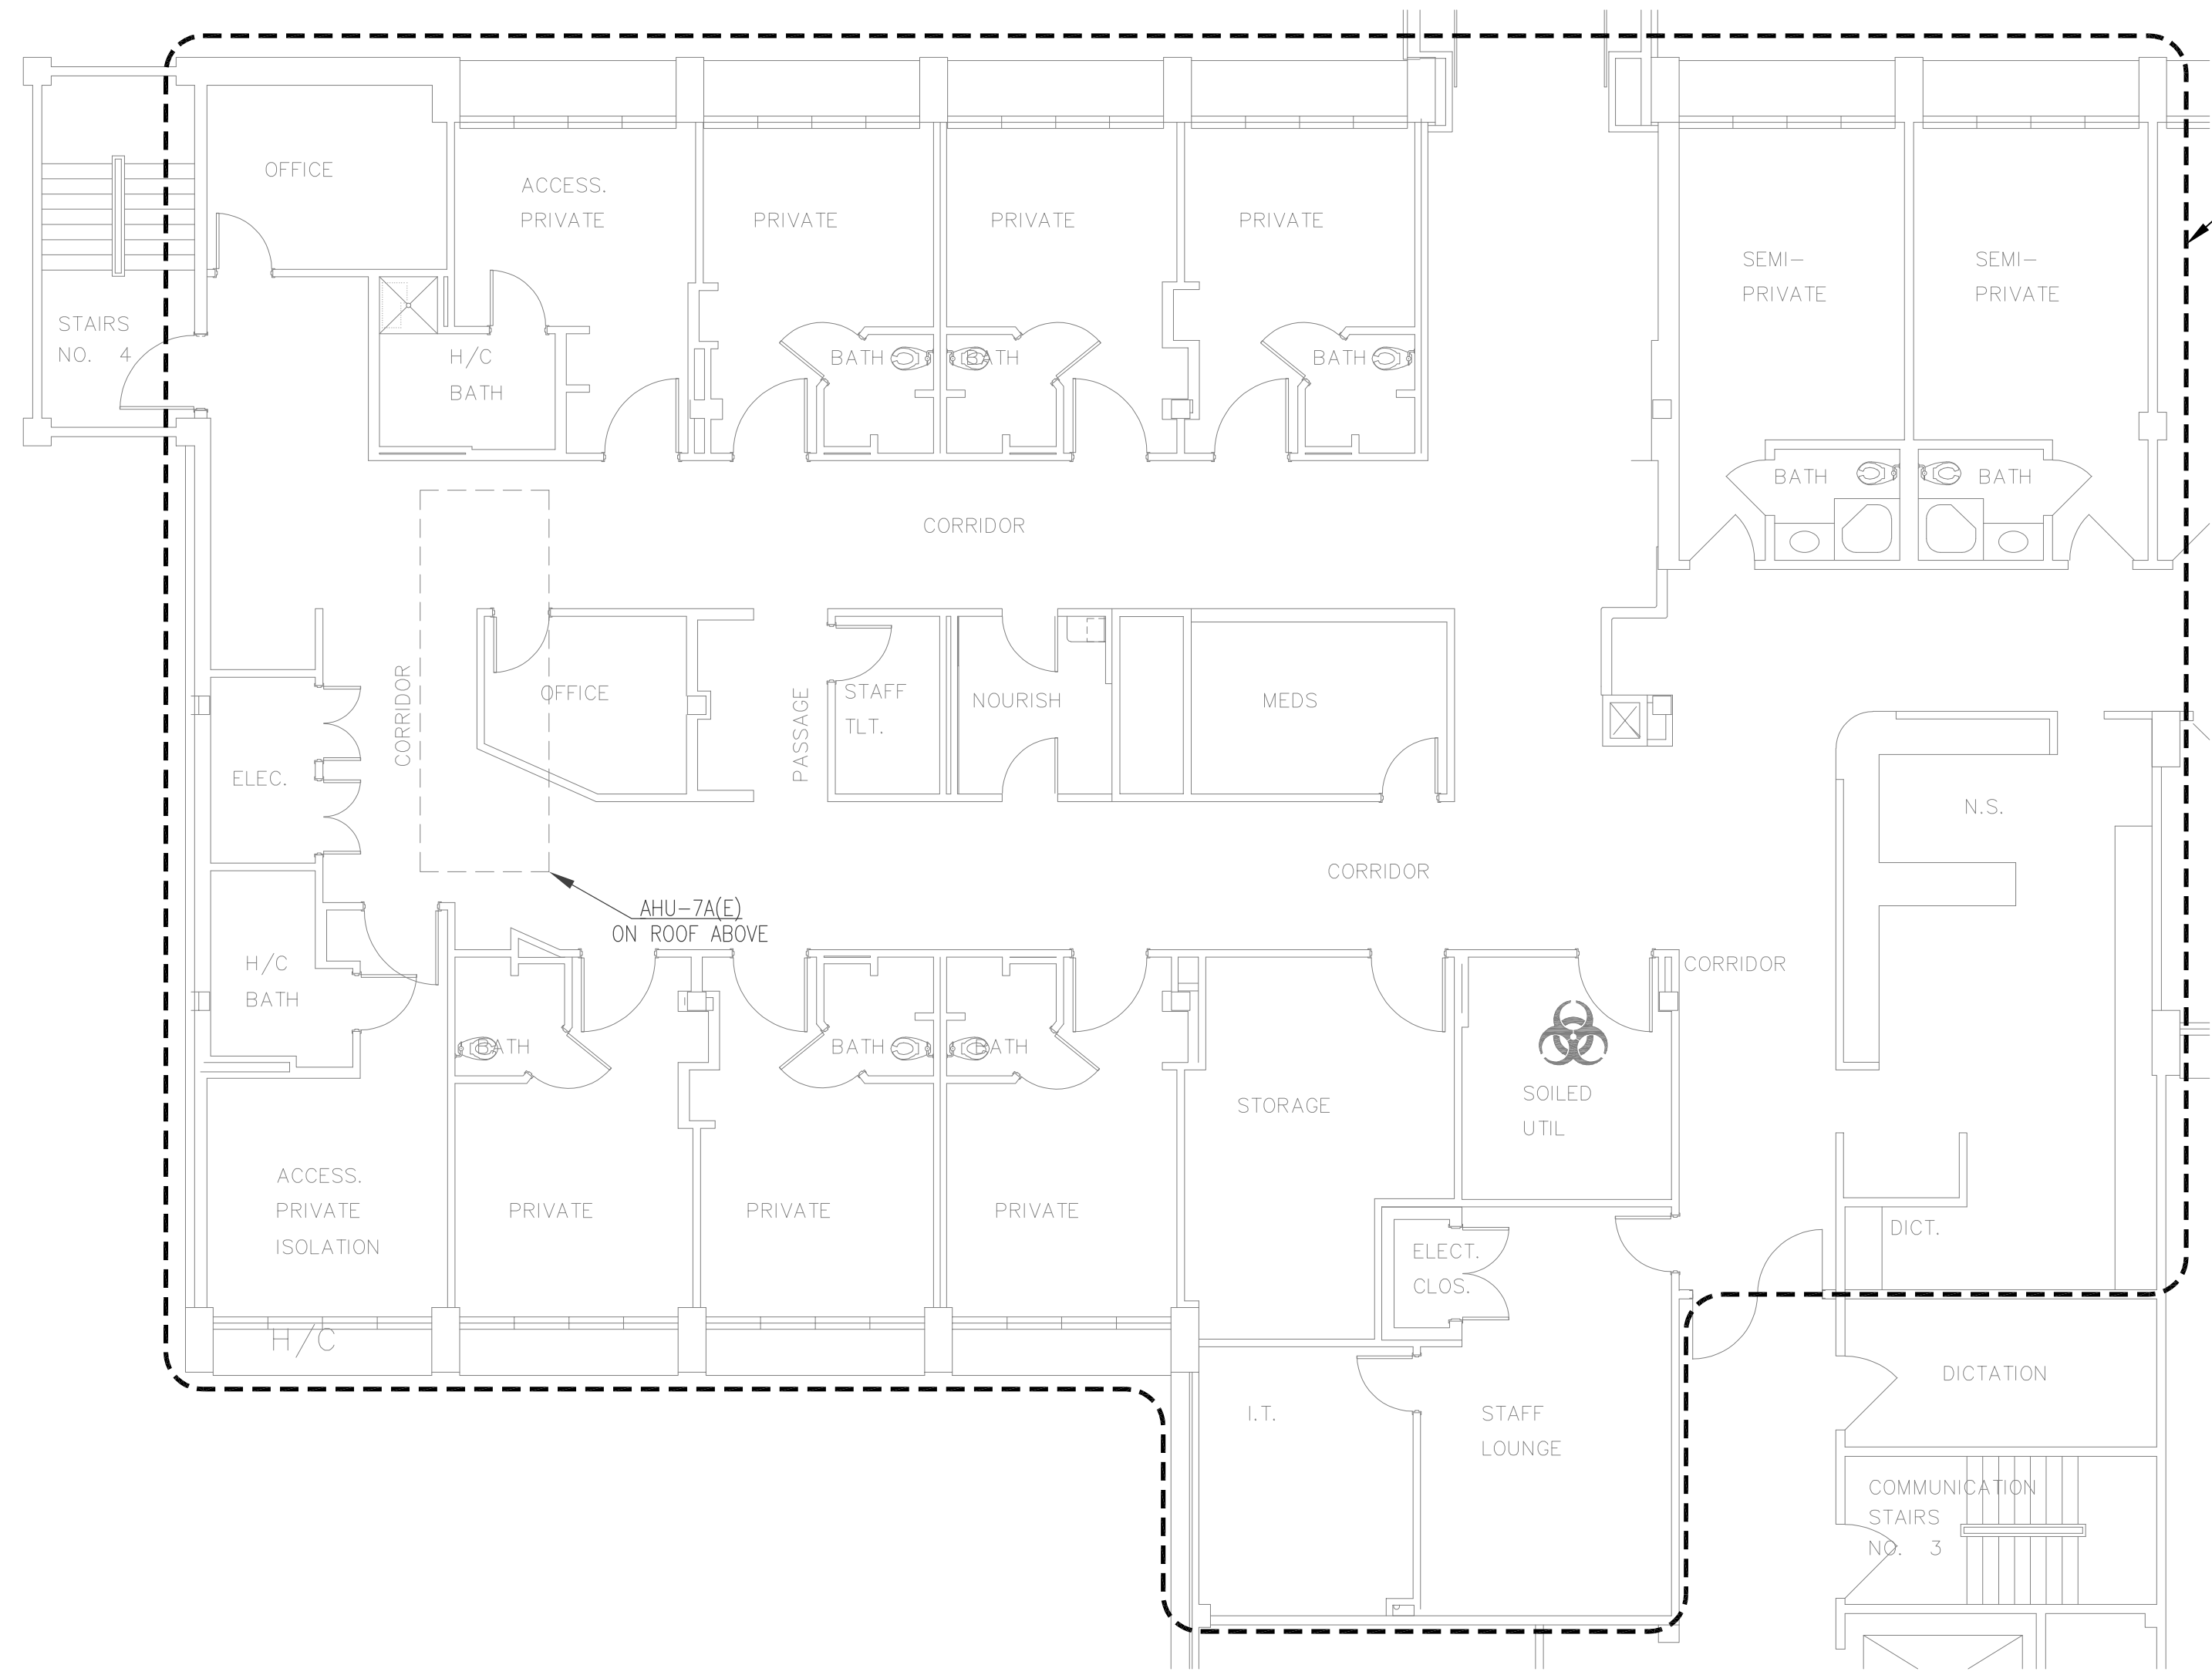 OFFICE
ACCESS.
PRIVATE
PRIVATE
PRIVATE
PRIVATE
SEMI-
PRIVATE
SEMI-
PRIVATE
STAIRS
NO. 4
H/C
BATH
BATH
BATH
BATH
BATH
BATH
CORRIDOR
CORRIDOR
OFFICE
PASSAGE
STAFF
TLT.
NOURISH
MEDS
ELEC.
N.S.
CORRIDOR
AHU-7A(E)
ON ROOF ABOVE
H/C
BATH
BATH
BATH
BATH
CORRIDOR
STORAGE
SOILED
UTIL
ACCESS.
PRIVATE
ISOLATION
PRIVATE
PRIVATE
PRIVATE
ELECT.
CLOS.
DICT.
H/C
I.T.
STAFF
LOUNGE
DICTATION
COMMUNICATION
STAIRS
NO. 3